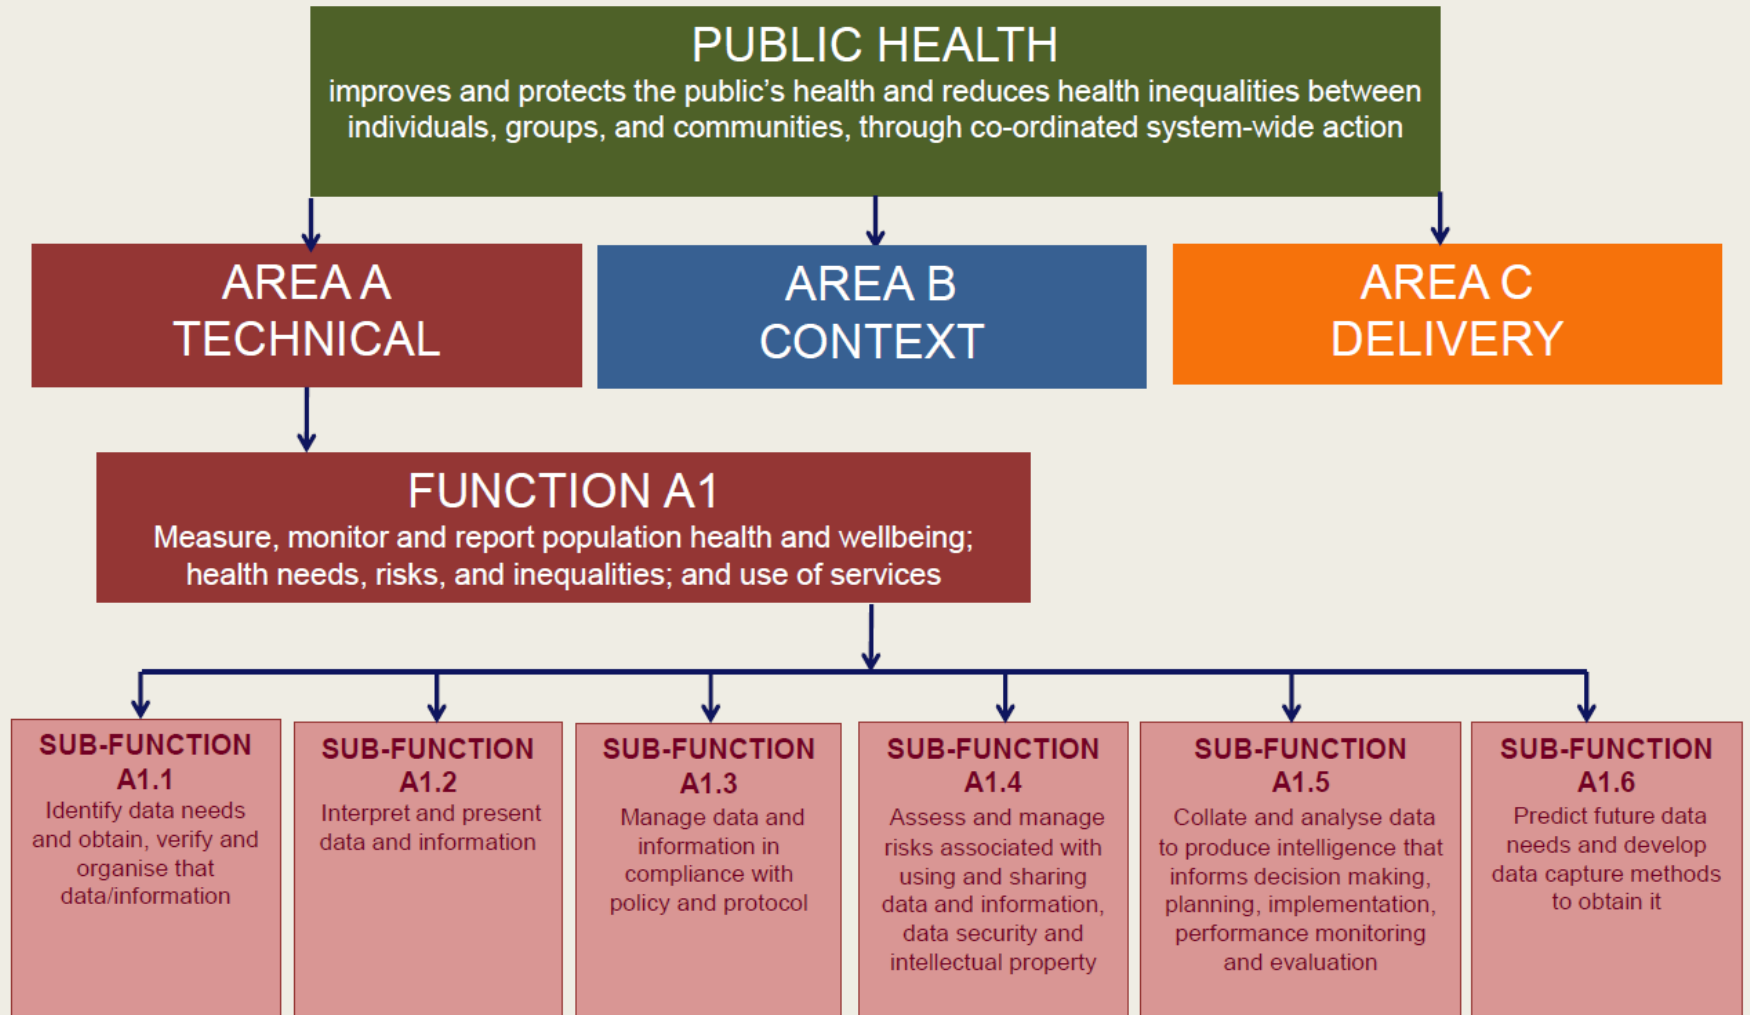 PUBLIC HEALTH
improves and protects the public's health and reduces health inequalities between
individuals, groups, and communities, through co-ordinated system-wide action
AREA A
TECHNICAL
AREA B
CONTEXT
AREA C
DELIVERY
FUNCTION A1
Measure, monitor and report population health and wellbeing;
health needs, risks, and inequalities; and use of services
SUB-FUNCTION
A1.1
Identify data needs
and obtain, verify and
organise that
data/information
SUB-FUNCTION
A1.2
Interpret and present
data and information
SUB-FUNCTION
A1.3
Manage data and
information in
compliance with
policy and protocol
SUB-FUNCTION
A1.4
Assess and manage
risks associated with
using and sharing
data and information,
data security and
intellectual property
SUB-FUNCTION
A1.5
Collate and analyse data
to produce intelligence that
informs decision making,
planning, implementation,
performance monitoring
and evaluation
SUB-FUNCTION
A1.6
Predict future data
needs and develop
data capture methods
to obtain it